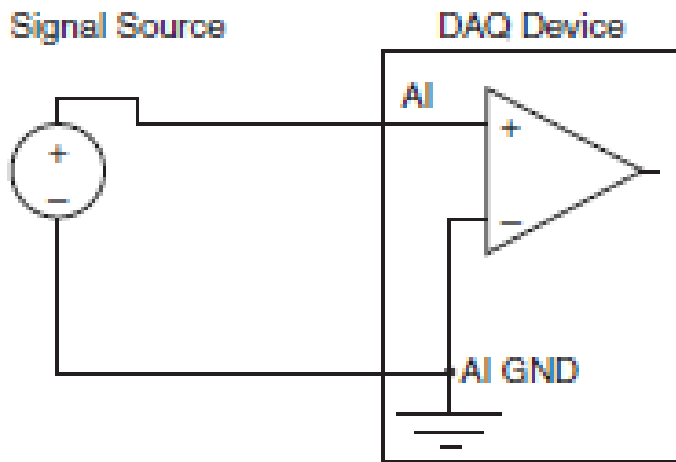 Signal Source
DAQ Device
AI
+
−
+
−
AI GND